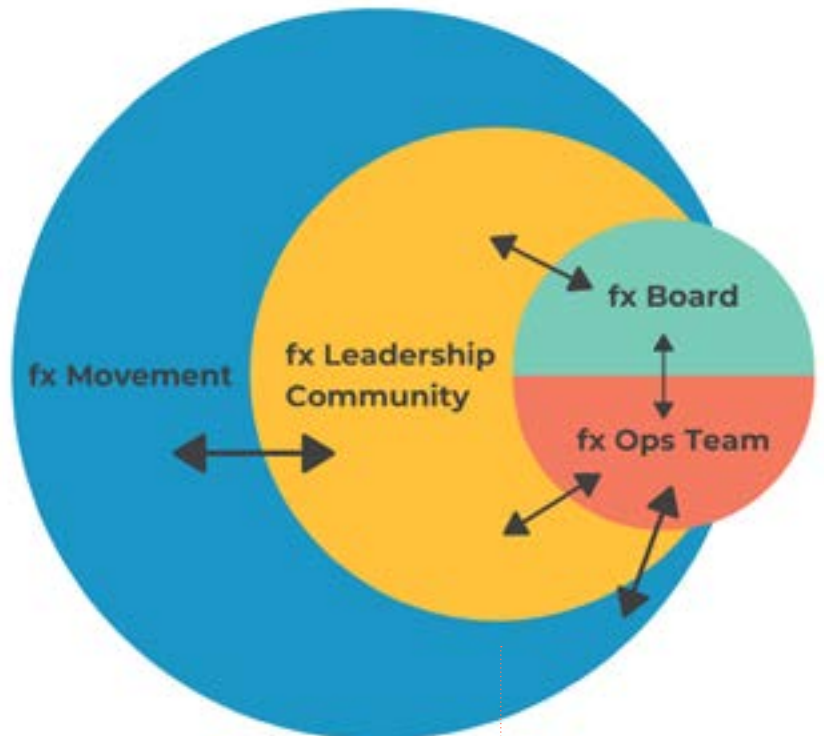 fx Board
fx Leadership
Community
fx Movement
fx Ops Team